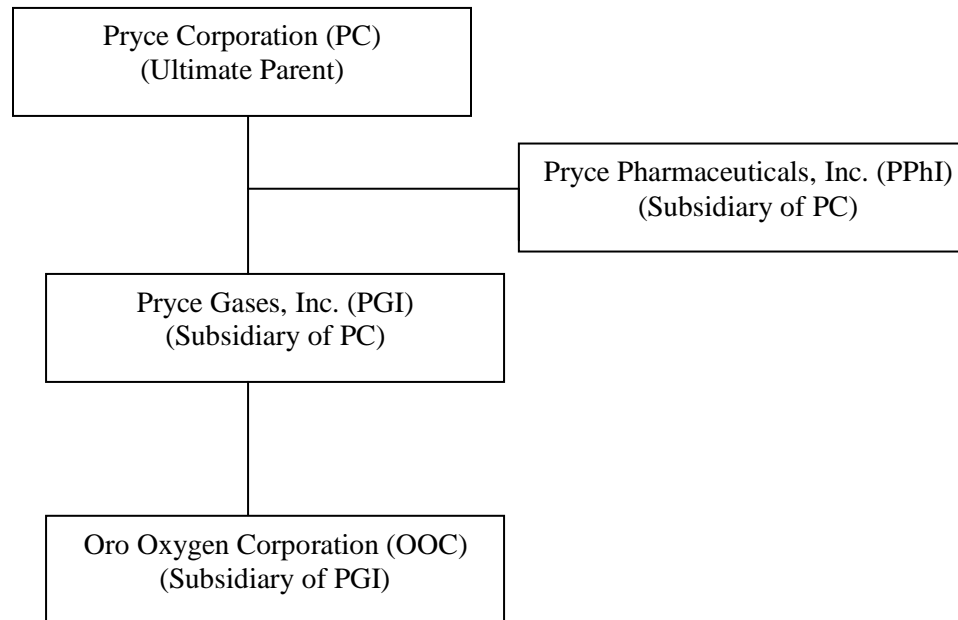 Pryce Corporation (PC)
(Ultimate Parent)
Pryce Pharmaceuticals, Inc. (PPhI)
(Subsidiary of PC)
Pryce Gases, Inc. (PGI)
(Subsidiary of PC)
Oro Oxygen Corporation (OOC)
(Subsidiary of PGI)